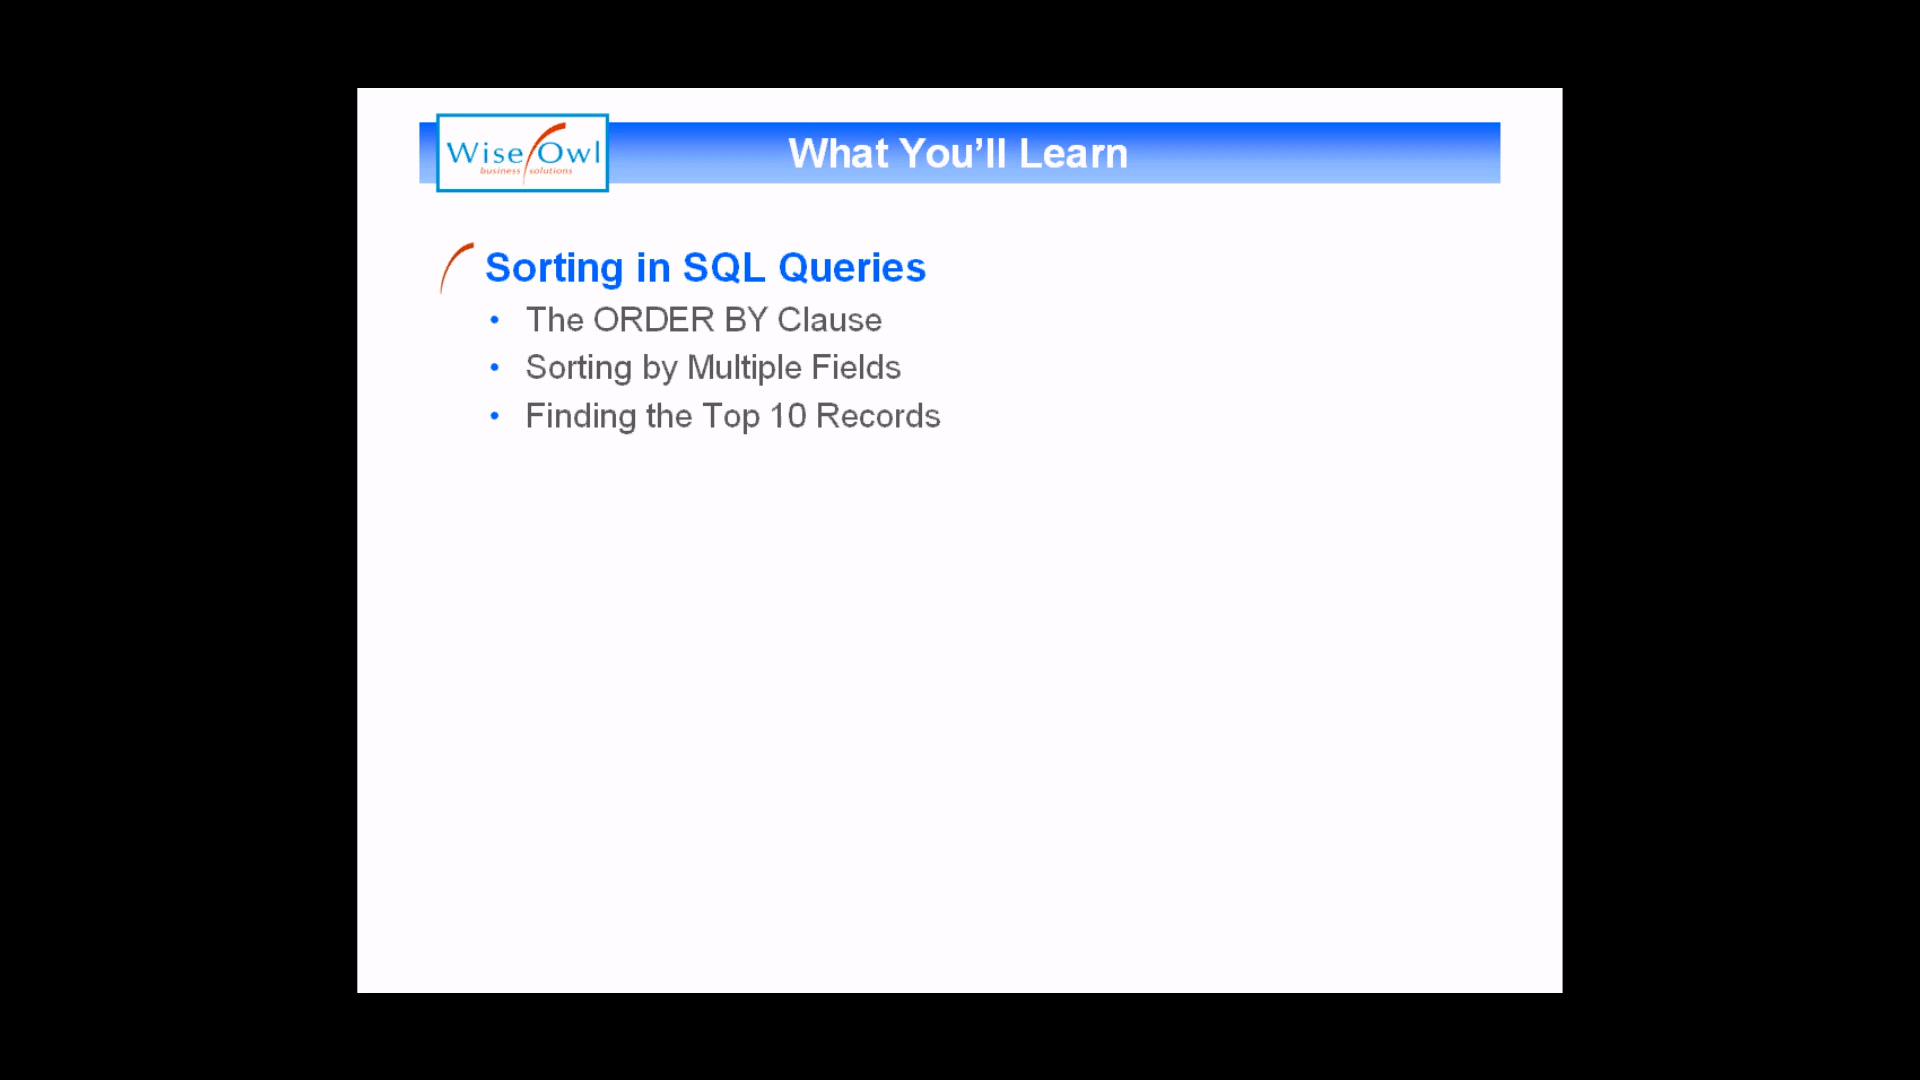 Wise Owl
business solutions
What You’ll Learn
Sorting in SQL Queries
• The ORDER BY Clause
• Sorting by Multiple Fields
• Finding the Top 10 Records